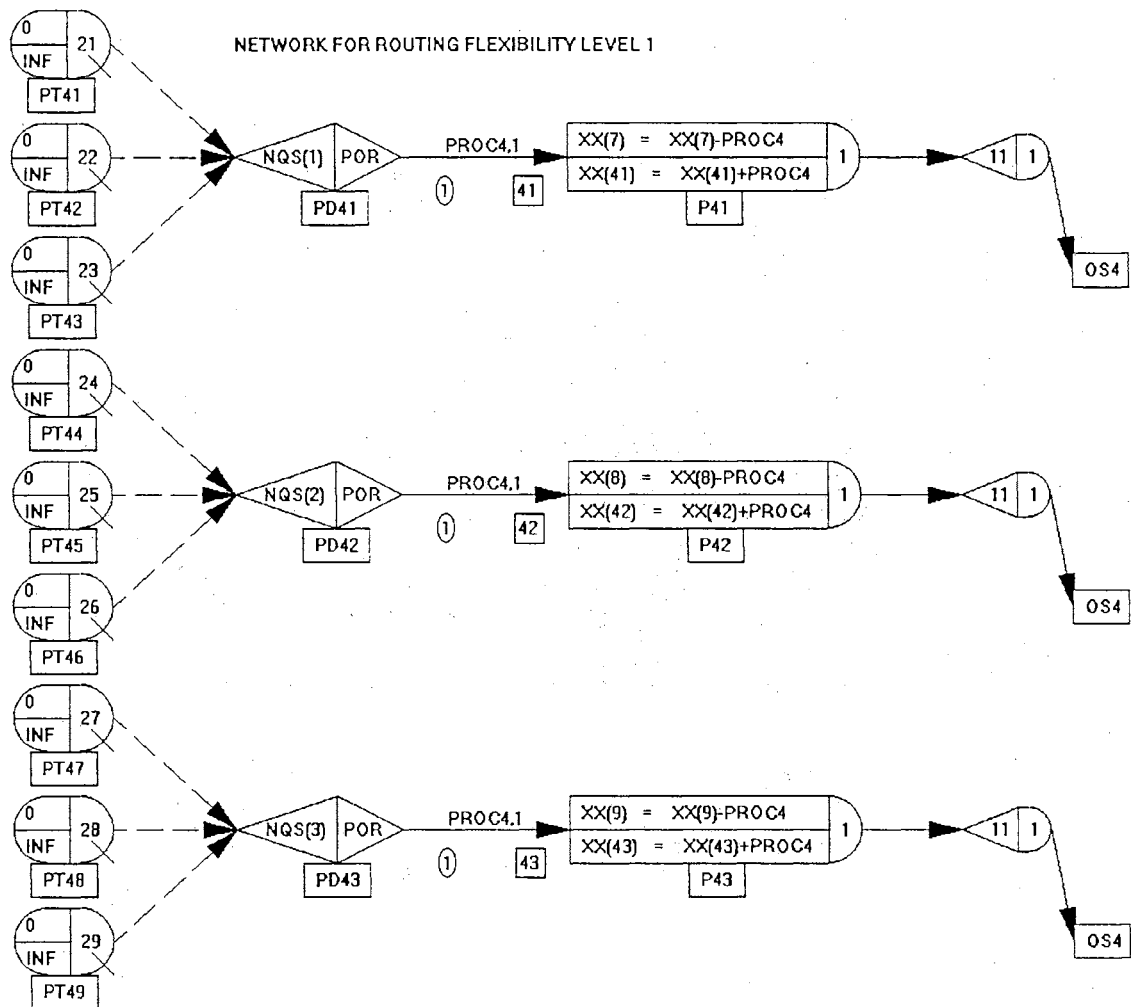 NETWORK FOR ROUTING FLEXIBILITY LEVEL 1
0
INF
21
PT41
0
INF
22
PT42
0
INF
23
PT43
NQS(1)
POR
PD41
PROC4,1
1
41
XX(7) = XX(7)-PROC4
XX(41) = XX(41)+PROC4
1
P41
11
1
OS4
0
INF
24
PT44
0
INF
25
PT45
0
INF
26
PT46
NQS(2)
POR
PD42
PROC4,1
1
42
XX(8) = XX(8)-PROC4
XX(42) = XX(42)+PROC4
1
P42
11
1
OS4
0
INF
27
PT47
0
INF
28
PT48
0
INF
29
PT49
NQS(3)
POR
PD43
PROC4,1
1
43
XX(9) = XX(9)-PROC4
XX(43) = XX(43)+PROC4
1
P43
11
1
OS4